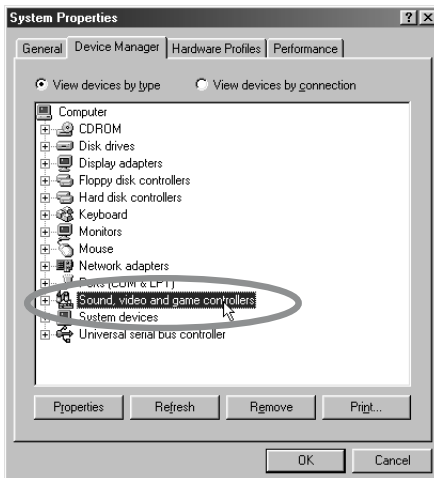 System Properties
General Device Manager Hardware Profiles Performance
View devices by type View devices by connection
Computer
CDROM
Disk drives
Display adapters
Floppy disk controllers
Hard disk controllers
Keyboard
Monitors
Mouse
Network adapters
Ports (COM & LPT)
Sound, video and game controllers
System devices
Universal serial bus controller
Properties Refresh Remove Print...
OK Cancel